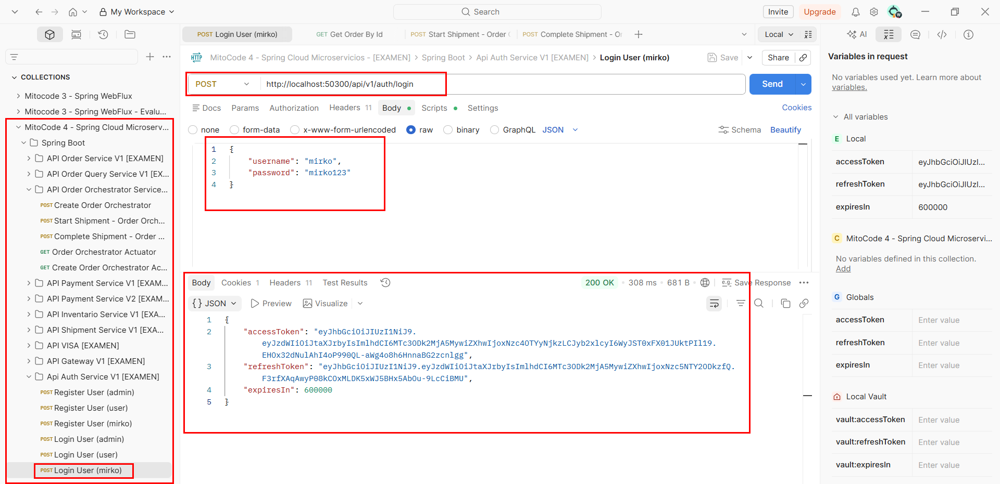 My Workspace
Search
Invite
Upgrade
W
COLLECTIONS
Mitocode 3 - Spring WebFlux
Mitocode 3 - Spring WebFlux - Evalu...
MitoCode 4 - Spring Cloud Microserv...
Spring Boot
API Order Service V1 [EXAMEN]
API Order Query Service V1 [EX...
API Order Orchestrator Service...
POST Create Order Orchestrator
POST Start Shipment - Order Orch...
POST Complete Shipment - Order ...
GET Order Orchestrator Actuator
GET Create Order Orchestrator Ac...
API Payment Service V1 [EXAM...
API Payment Service V2 [EXAM...
API Inventario Service V1 [EXA...
API Shipment Service V1 [EXA...
API VISA [EXAMEN]
API Gateway V1 [EXAMEN]
Api Auth Service V1 [EXAMEN]
POST Register User (admin)
POST Register User (user)
POST Register User (mirko)
POST Login User (admin)
POST Login User (user)
POST Login User (mirko)
POST Login User (mirko) GET Get Order By Id POST Start Shipment - Order POST Complete Shipment - Or
Local
HTTP MitoCode 4 - Spring Cloud Microservicios - [EXAMEN] > Spring Boot > Api Auth Service V1 [EXAMEN] > Login User (mirko)
Save Share
POST http://localhost:50300/api/v1/auth/login
Send
Docs Params Authorization Headers 11 Body Scripts Settings
Cookies
none form-data x-www-form-urlencoded raw binary GraphQL JSON
Schema Beautify
1 {
2 "username": "mirko",
3 "password": "mirko123"
4 }
Body Cookies 1 Headers 11 Test Results
200 OK • 308 ms • 681 B • e.g. Save Response
{} JSON Preview Visualize
1 {
2 "accessToken": "eyJhbGciOiJIUzI1NiJ9.
eyJzdWIiOiJtaXJrbyIsImlhdCI6MTc3ODk2MjA5MywiZXhwIjoxNzc4OTYyNjkzLCJyb2xlcyI6WyJST0xFX01JUktPIl19.
EHOx32dNulAhI4oP990QL-aWg4o8h6HnnaBG2zcnlgg",
3 "refreshToken": "eyJhbGciOiJIUzI1NiJ9.eyJzdWIiOiJtaXJrbyIsImlhdCI6MTc3ODk2MjA5MywiZXhwIjoxNzc5NTY2ODkzfQ.
F3rfXAqAwyP08kCOxMLDK5xWJ5BHx5AbOu-9LcCiBMU",
4 "expiresIn": 600000
5 }
AI
Variables in request
No variables used yet. Learn more about
variables.
All variables
E Local
accessToken eyJhbGciOiJIUzI...
refreshToken eyJhbGciOiJIUzI...
expiresIn 600000
C MitoCode 4 - Spring Cloud Microservi...
No variables defined in this collection.
Add
G Globals
accessToken Enter value
refreshToken Enter value
expiresIn Enter value
Local Vault
vault:accessToken Enter value
vault:refreshToken Enter value
vault:expiresIn Enter value